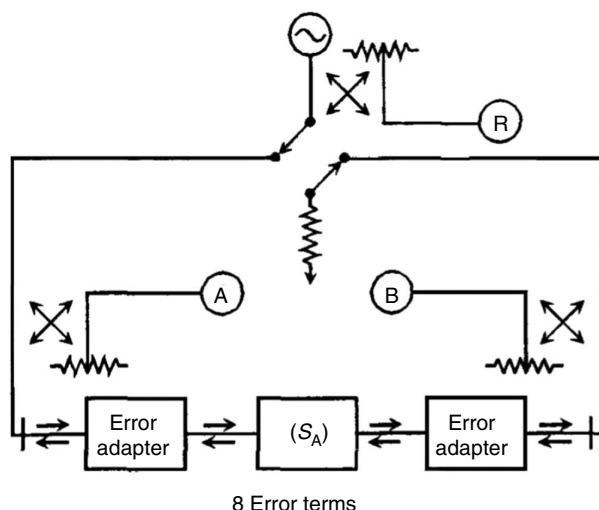 R
A
B
Error
adapter
(S_A)
Error
adapter
8 Error terms